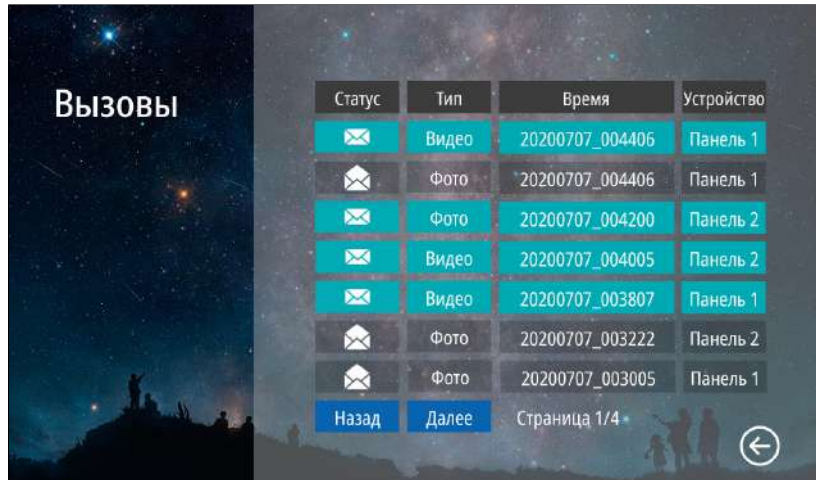 Вызовы
Статус Тип Время Устройство
Видео 20200707_004406 Панель 1
Фото 20200707_004406 Панель 1
Фото 20200707_004200 Панель 2
Видео 20200707_004005 Панель 2
Видео 20200707_003807 Панель 1
Фото 20200707_003222 Панель 2
Фото 20200707_003005 Панель 1
Назад Далее Страница 1/4